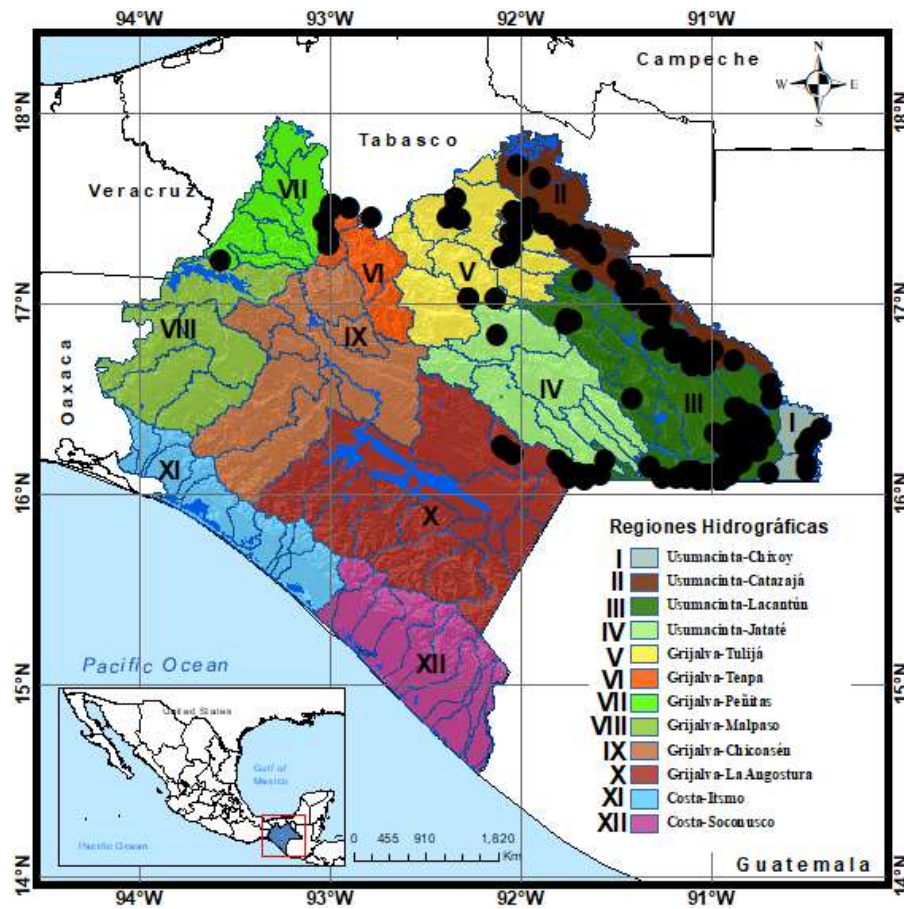 94°W 93°W 92°W 91°W
Campeche
N
W E
S
18°N 18°N
Tabasco
Veracruz
VII
II
VI
V
17°N 17°N
VIII
IX
Oaxaca
IV
III
I
XI
16°N 16°N
X
Regiones Hidrográficas
I Usumacinta-Chixoy
II Usumacinta-Catazajá
III Usumacinta-Lacantún
IV Usumacinta-Jataté
V Grijalva-Tulijá
VI Grijalva-Teapa
VII Grijalva-Peñitas
VIII Grijalva-Malpaso
IX Grijalva-Chicoasén
X Grijalva-La Angostura
XI Costa-Itsmo
XII Costa-Soconusco
XII
Pacific Ocean
15°N 15°N
United States
Gulf of
Mexico
Pacific Ocean
0 455 910 1,820
Km
Guatemala
14°N 14°N
94°W 93°W 92°W 91°W